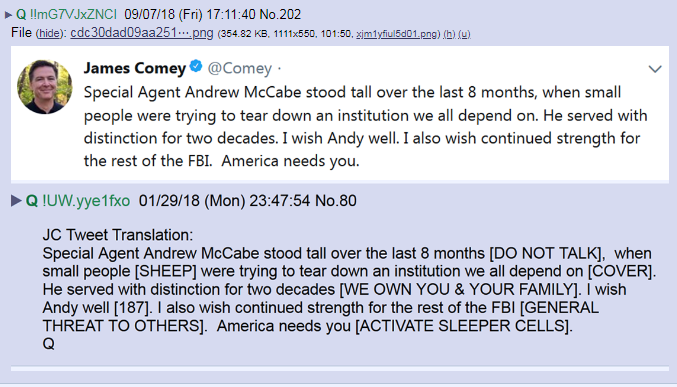 ▶ Q !!mG7VJxZNCI 09/07/18 (Fri) 17:11:40 No.202
File (hide): cdc30dad09aa251⋯.png (354.82 KB, 1111x550, 101:50, xjm1yfiul5d01.png) (h) (u)
James Comey @Comey ·
Special Agent Andrew McCabe stood tall over the last 8 months, when small
people were trying to tear down an institution we all depend on. He served with
distinction for two decades. I wish Andy well. I also wish continued strength for
the rest of the FBI.  America needs you.
▶ Q !UW.yye1fxo 01/29/18 (Mon) 23:47:54 No.80
JC Tweet Translation:
Special Agent Andrew McCabe stood tall over the last 8 months [DO NOT TALK],  when
small people [SHEEP] were trying to tear down an institution we all depend on [COVER].
He served with distinction for two decades [WE OWN YOU & YOUR FAMILY]. I wish
Andy well [187]. I also wish continued strength for the rest of the FBI [GENERAL
THREAT TO OTHERS].  America needs you [ACTIVATE SLEEPER CELLS].
Q